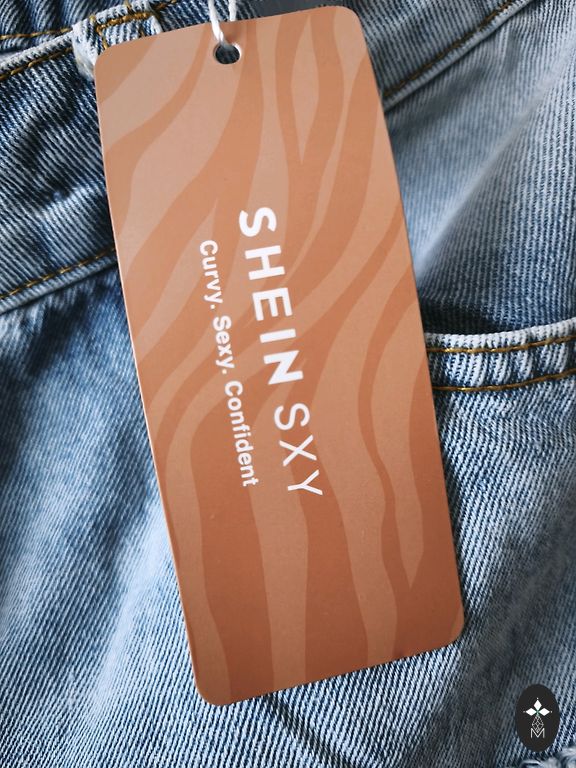 SHEIN SXY
Curvy. Sexy. Confident
M